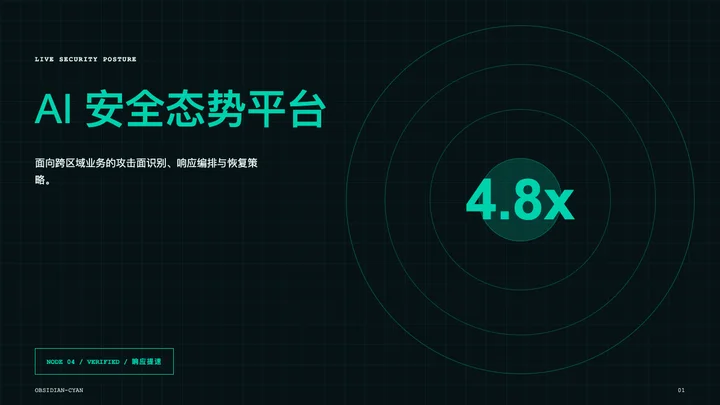 LIVE SECURITY POSTURE
AI 安全态势平台
面向跨区域业务的攻击面识别、响应编排与恢复策
略。
4.8x
NODE 04 / VERIFIED / 响应提速
OBSIDIAN-CYAN
01